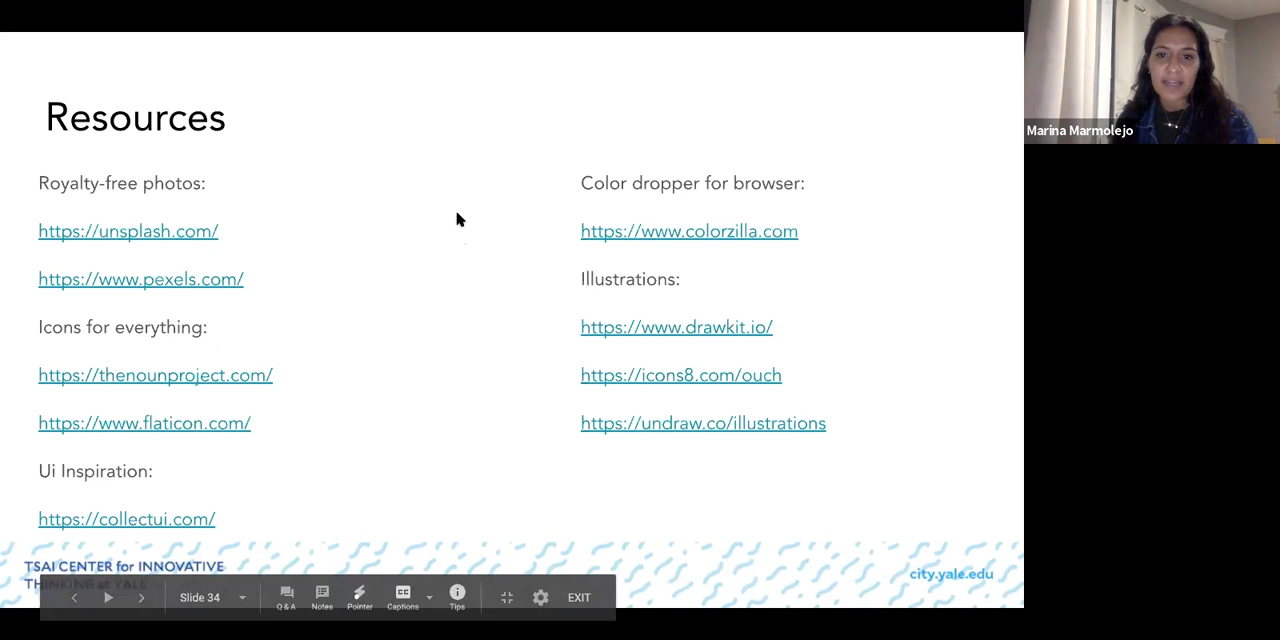 Resources
Royalty-free photos:
https://unsplash.com/
https://www.pexels.com/
Icons for everything:
https://thenounproject.com/
https://www.flaticon.com/
Ui Inspiration:
https://collectui.com/
Color dropper for browser:
https://www.colorzilla.com
Illustrations:
https://www.drawkit.io/
https://icons8.com/ouch
https://undraw.co/illustrations
TSAI CENTER for INNOVATIVE
THINKING at YALE
city.yale.edu
Slide 34
Q & A
Notes
Pointer
Captions
Tips
EXIT
Marina Marmolejo